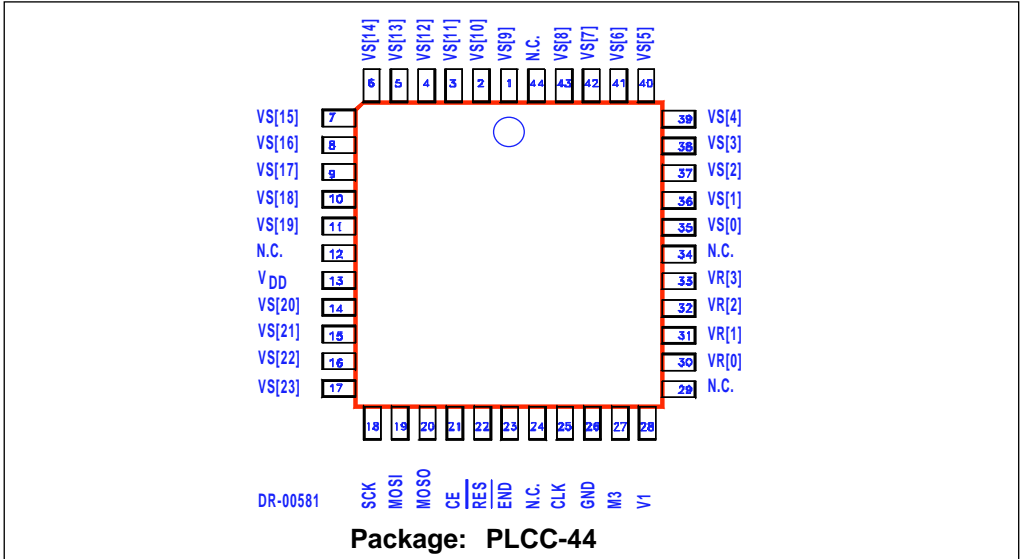 VS[14] VS[13] VS[12] VS[11] VS[10] VS[9] N.C. VS[8] VS[7] VS[6] VS[5]
6 5 4 3 2 1 44 43 42 41 40
VS[15] 7 39 VS[4]
VS[16] 8 38 VS[3]
VS[17] 9 37 VS[2]
VS[18] 10 36 VS[1]
VS[19] 11 35 VS[0]
N.C. 12 34 N.C.
VDD 13 33 VR[3]
VS[20] 14 32 VR[2]
VS[21] 15 31 VR[1]
VS[22] 16 30 VR[0]
VS[23] 17 29 N.C.
18 19 20 21 22 23 24 25 26 27 28
DR-00581 SCK MOSI MOSO CE RES END N.C. CLK GND M3 V1
Package: PLCC-44